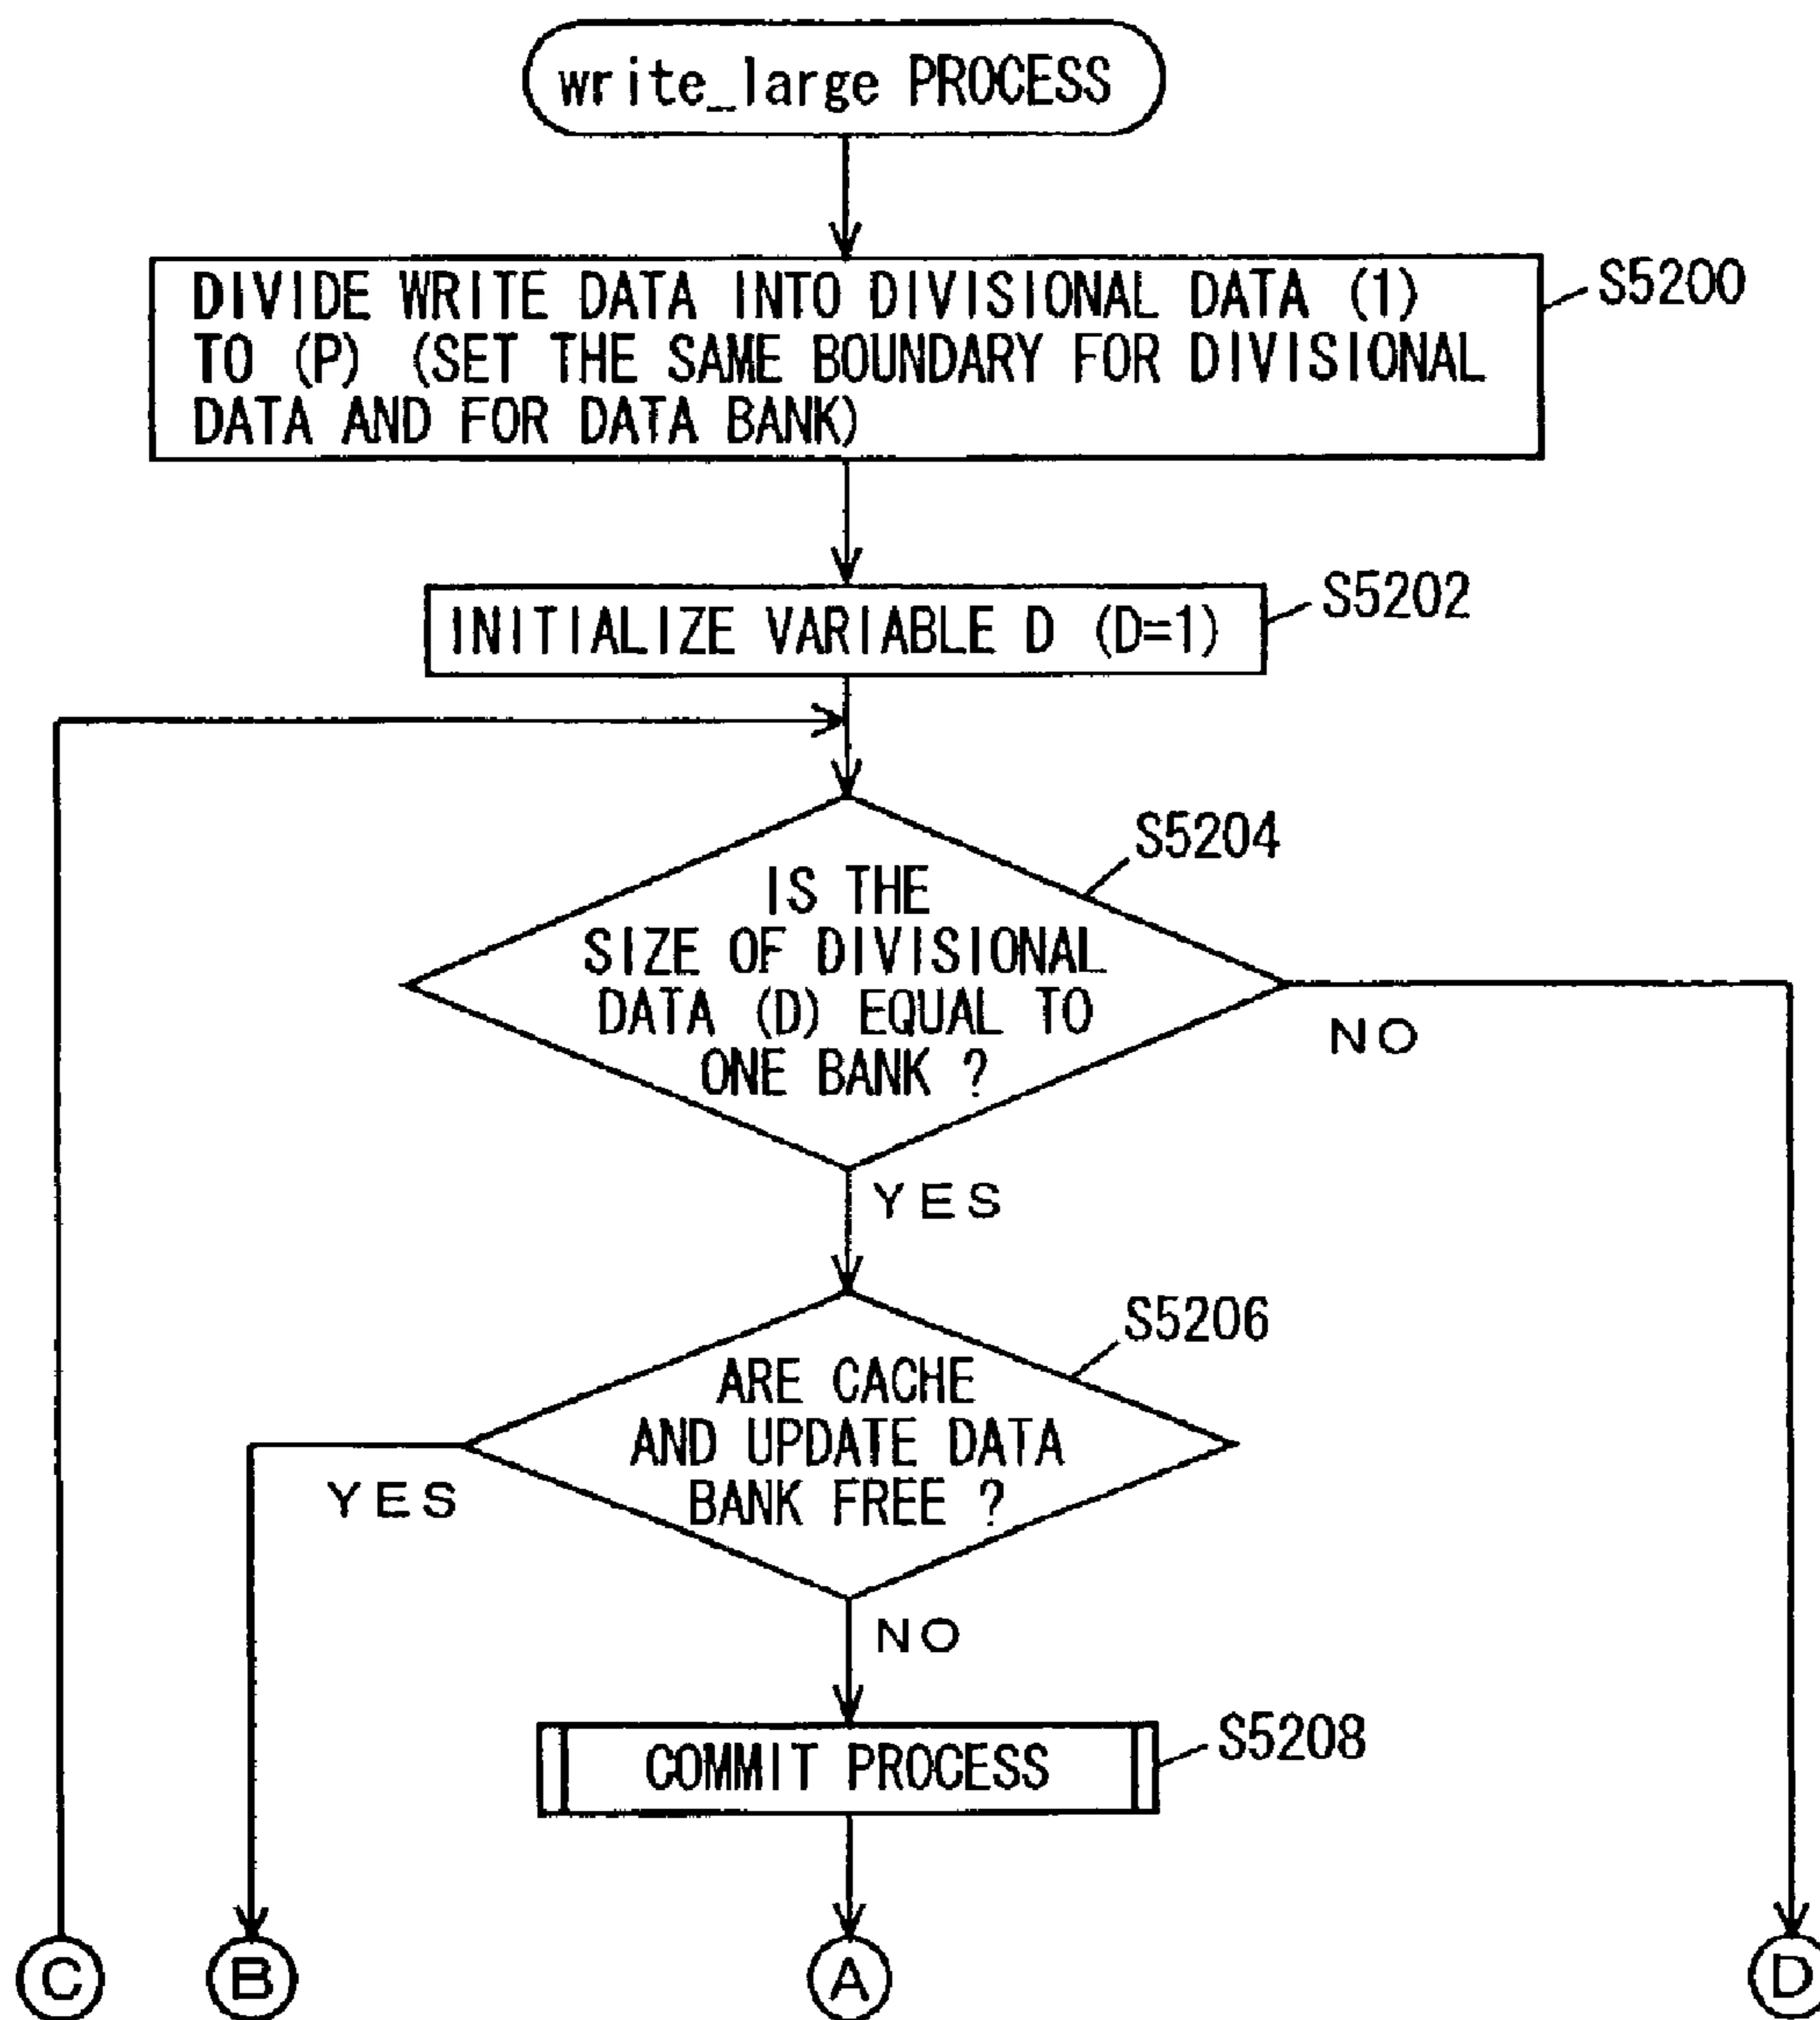 write_large PROCESS
DIVIDE WRITE DATA INTO DIVISIONAL DATA (1)
TO (P) (SET THE SAME BOUNDARY FOR DIVISIONAL
DATA AND FOR DATA BANK)
S5200
INITIALIZE VARIABLE D (D=1)
S5202
S5204
IS THE
SIZE OF DIVISIONAL
DATA (D) EQUAL TO
ONE BANK ?
NO
YES
S5206
ARE CACHE
AND UPDATE DATA
BANK FREE ?
YES
NO
COMMIT PROCESS
S5208
C
B
A
D